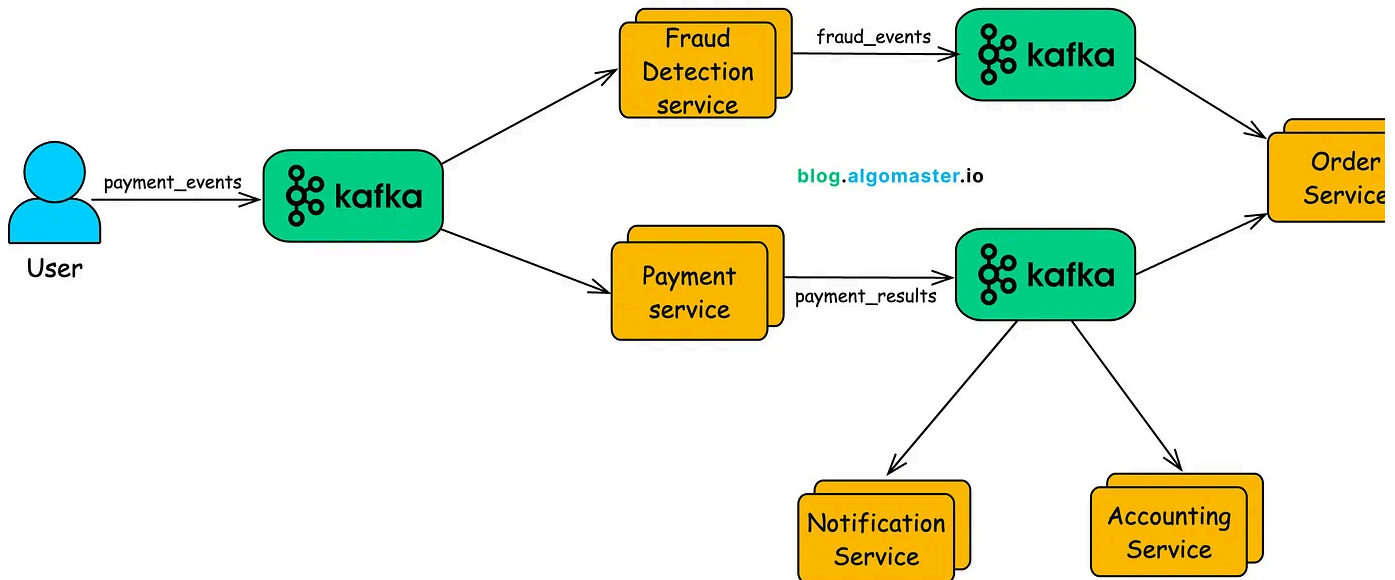 Fraud
Detection
service
fraud_events
kafka
payment_events
kafka
User
blog.algomaster.io
Order
Service
Payment
service
payment_results
kafka
Notification
Service
Accounting
Service